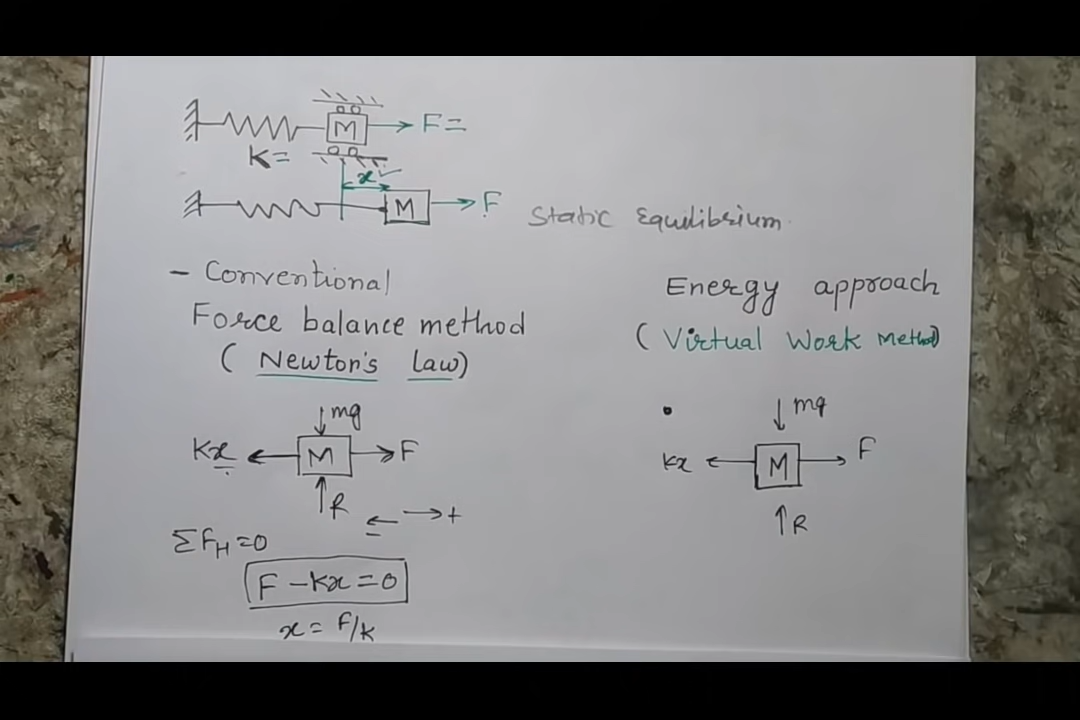 M
F=
K=
x
M
F
Static Equilibrium.
- Conventional
Force balance method
( Newton's Law)
mg
Kx
M
F
R
+
-
ΣFH=0
F - kx = 0
x = F/k
Energy approach
( Virtual Work Method)
mg
Kx
M
F
R